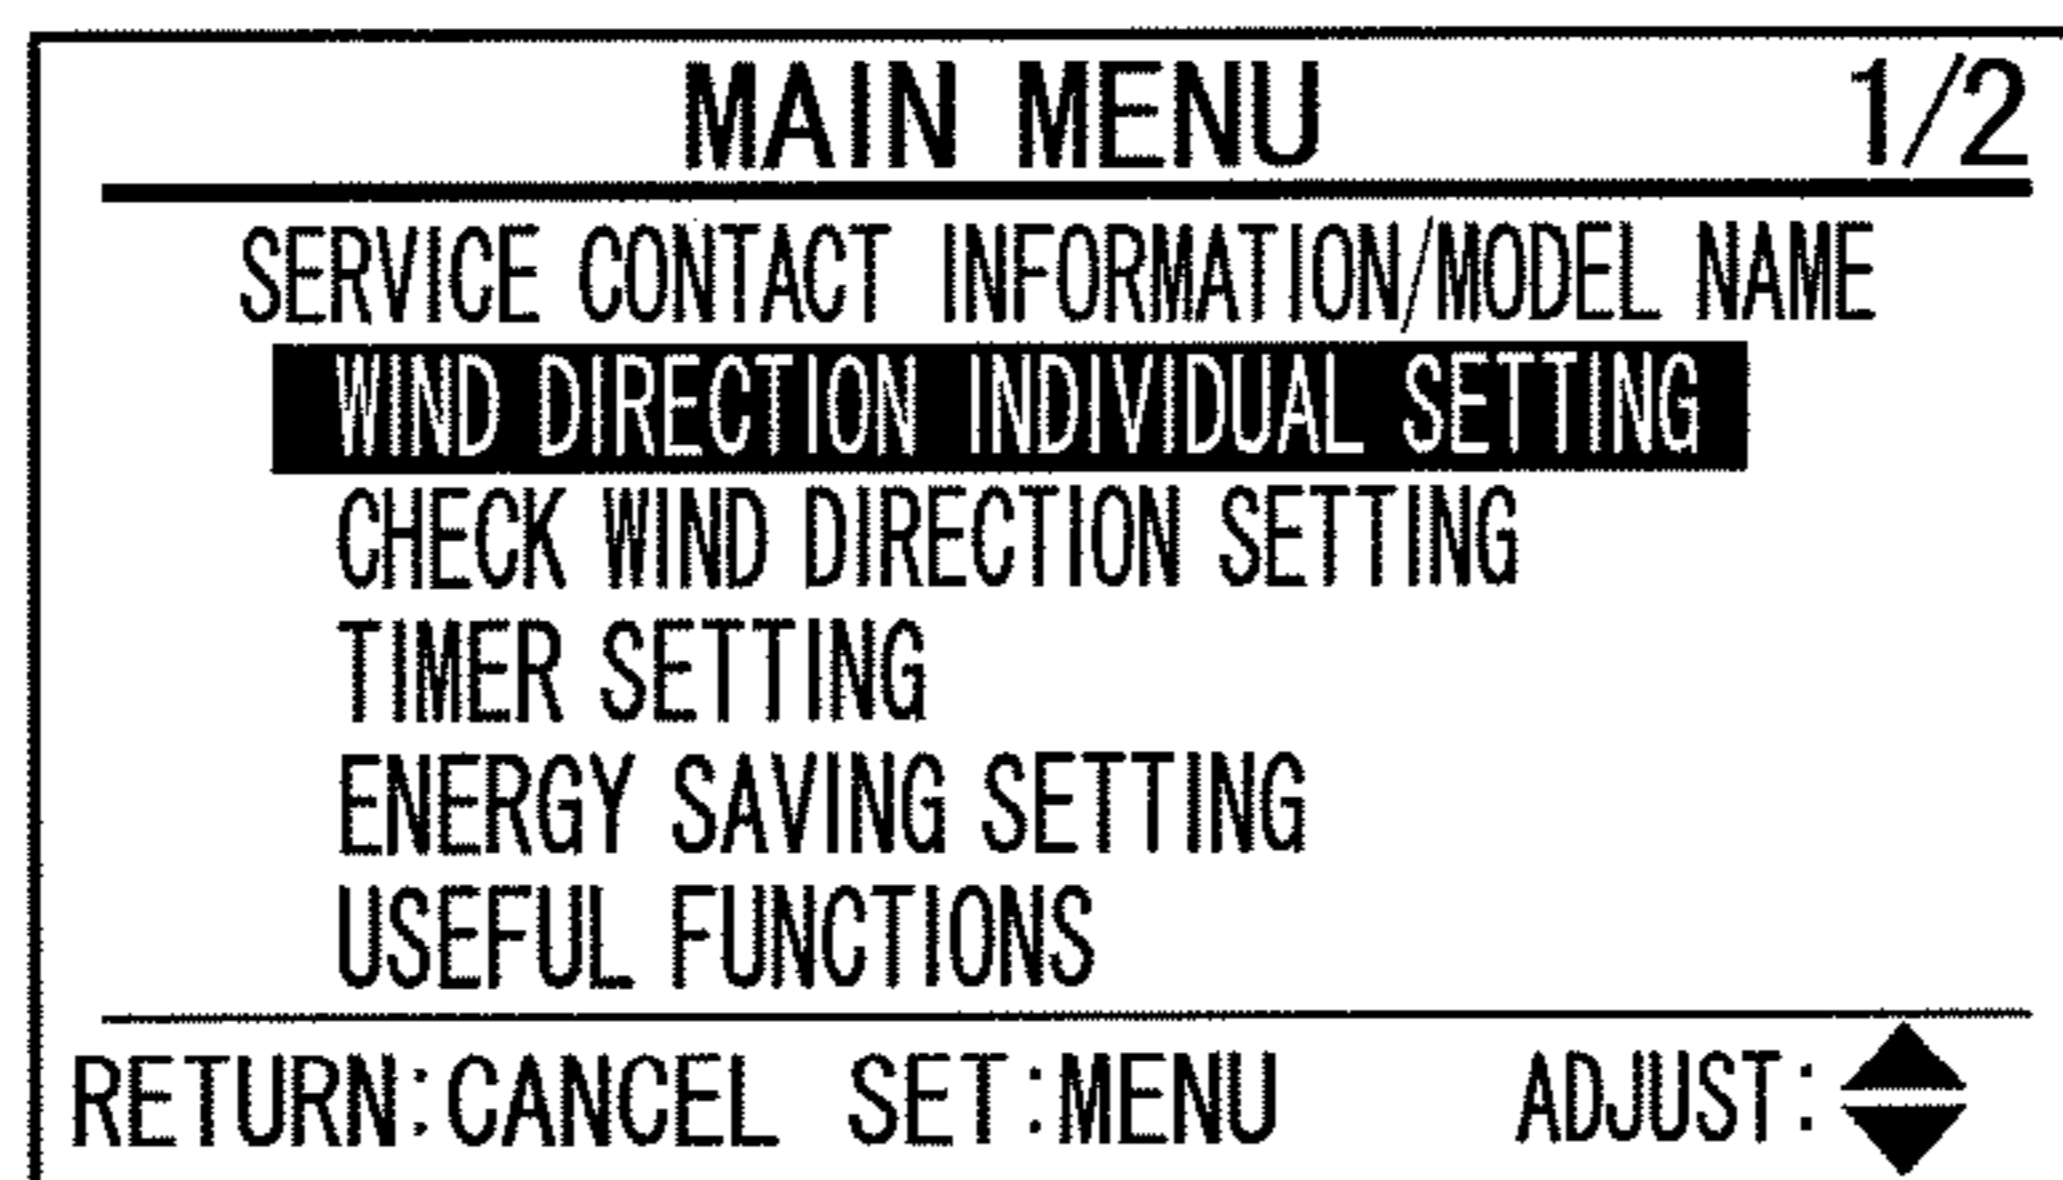 MAIN MENU 1/2
SERVICE CONTACT INFORMATION/MODEL NAME
WIND DIRECTION INDIVIDUAL SETTING
CHECK WIND DIRECTION SETTING
TIMER SETTING
ENERGY SAVING SETTING
USEFUL FUNCTIONS
RETURN:CANCEL SET:MENU ADJUST: